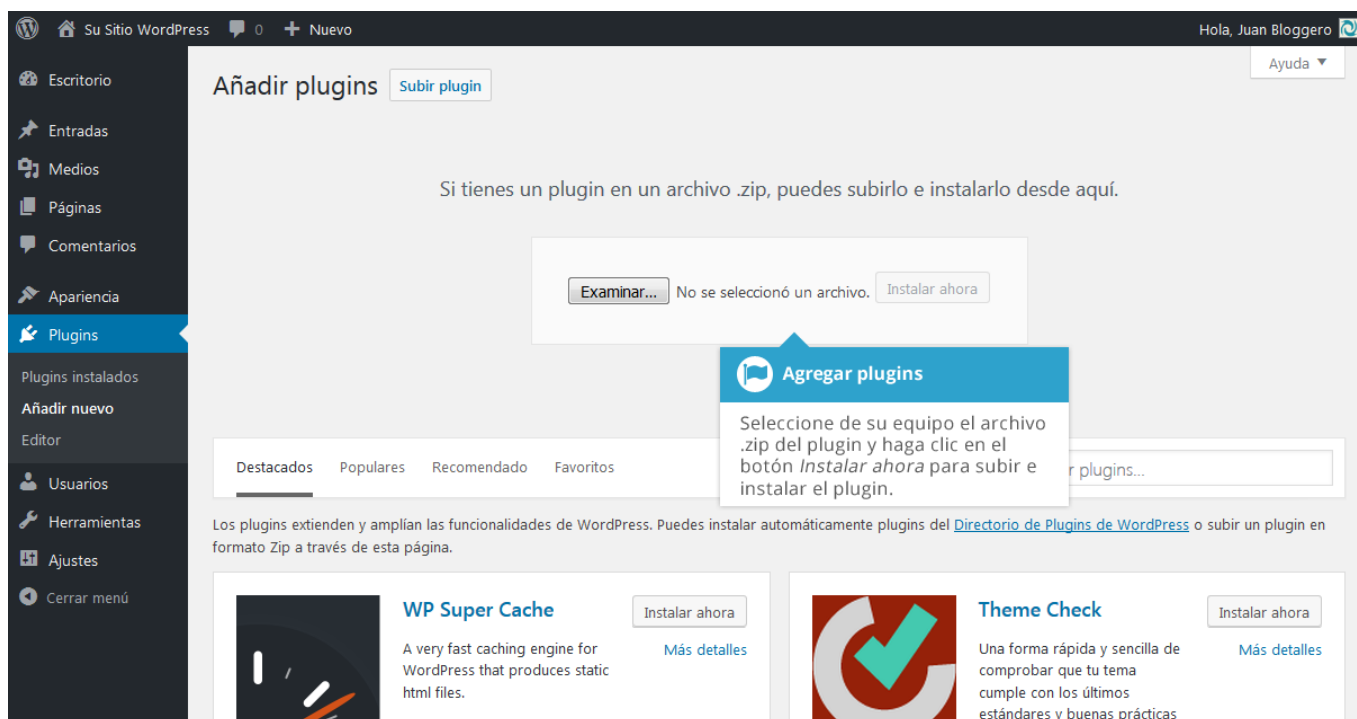 Su Sitio WordPress 0 Nuevo Hola, Juan Bloggero
Ayuda
Escritorio
Entradas
Medios
Páginas
Comentarios
Apariencia
Plugins
Plugins instalados
Añadir nuevo
Editor
Usuarios
Herramientas
Ajustes
Cerrar menú
Añadir plugins Subir plugin
Si tienes un plugin en un archivo .zip, puedes subirlo e instalarlo desde aquí.
Examinar... No se seleccionó un archivo. Instalar ahora
Agregar plugins
Seleccione de su equipo el archivo
.zip del plugin y haga clic en el
botón Instalar ahora para subir e
instalar el plugin.
Destacados Populares Recomendado Favoritos
plugins...
Los plugins extienden y amplían las funcionalidades de WordPress. Puedes instalar automáticamente plugins del Directorio de Plugins de WordPress o subir un plugin en
formato Zip a través de esta página.
WP Super Cache Instalar ahora
A very fast caching engine for Más detalles
WordPress that produces static
html files.
Theme Check Instalar ahora
Una forma rápida y sencilla de Más detalles
comprobar que tu tema
cumple con los últimos
estándares y buenas prácticas